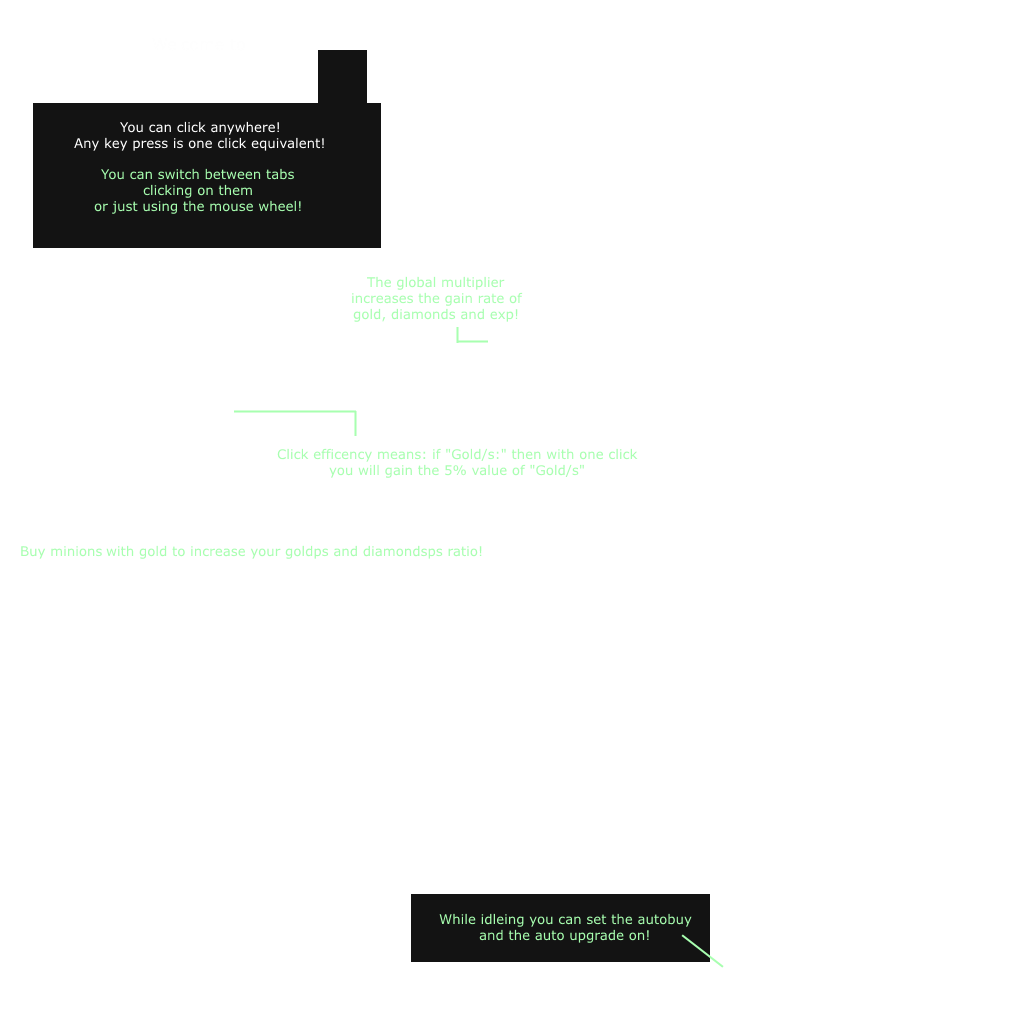 You can click anywhere!
Any key press is one click equivalent!
You can switch between tabs
clicking on them
or just using the mouse wheel!
The global multiplier
increases the gain rate of
gold, diamonds and exp!
Click efficency means: if "Gold/s:" then with one click
you will gain the 5% value of "Gold/s"
Buy minions with gold to increase your goldps and diamondsps ratio!
While idleing you can set the autobuy
and the auto upgrade on!